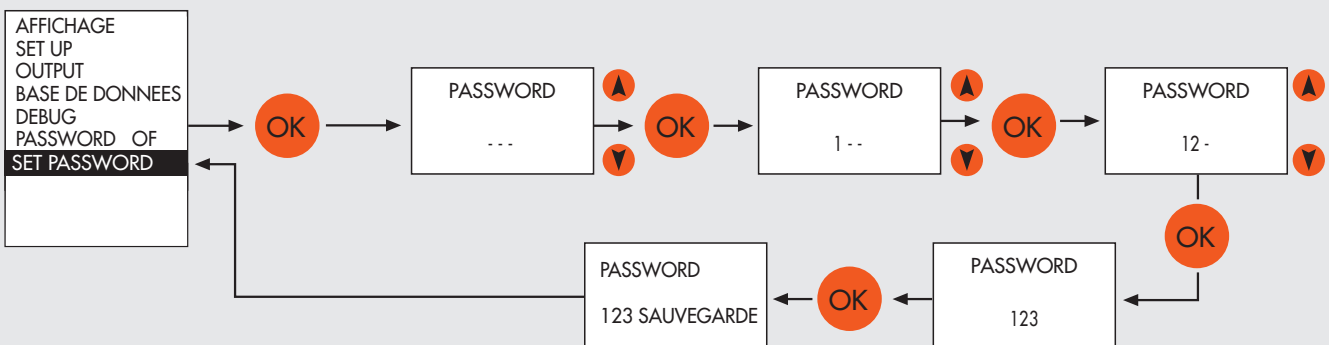 AFFICHAGE
SET UP
OUTPUT
BASE DE DONNEES
DEBUG
PASSWORD OF
SET PASSWORD
OK
PASSWORD
- - -
OK
PASSWORD
1 - -
OK
PASSWORD
12 -
OK
PASSWORD
123
OK
PASSWORD
123 SAUVEGARDE